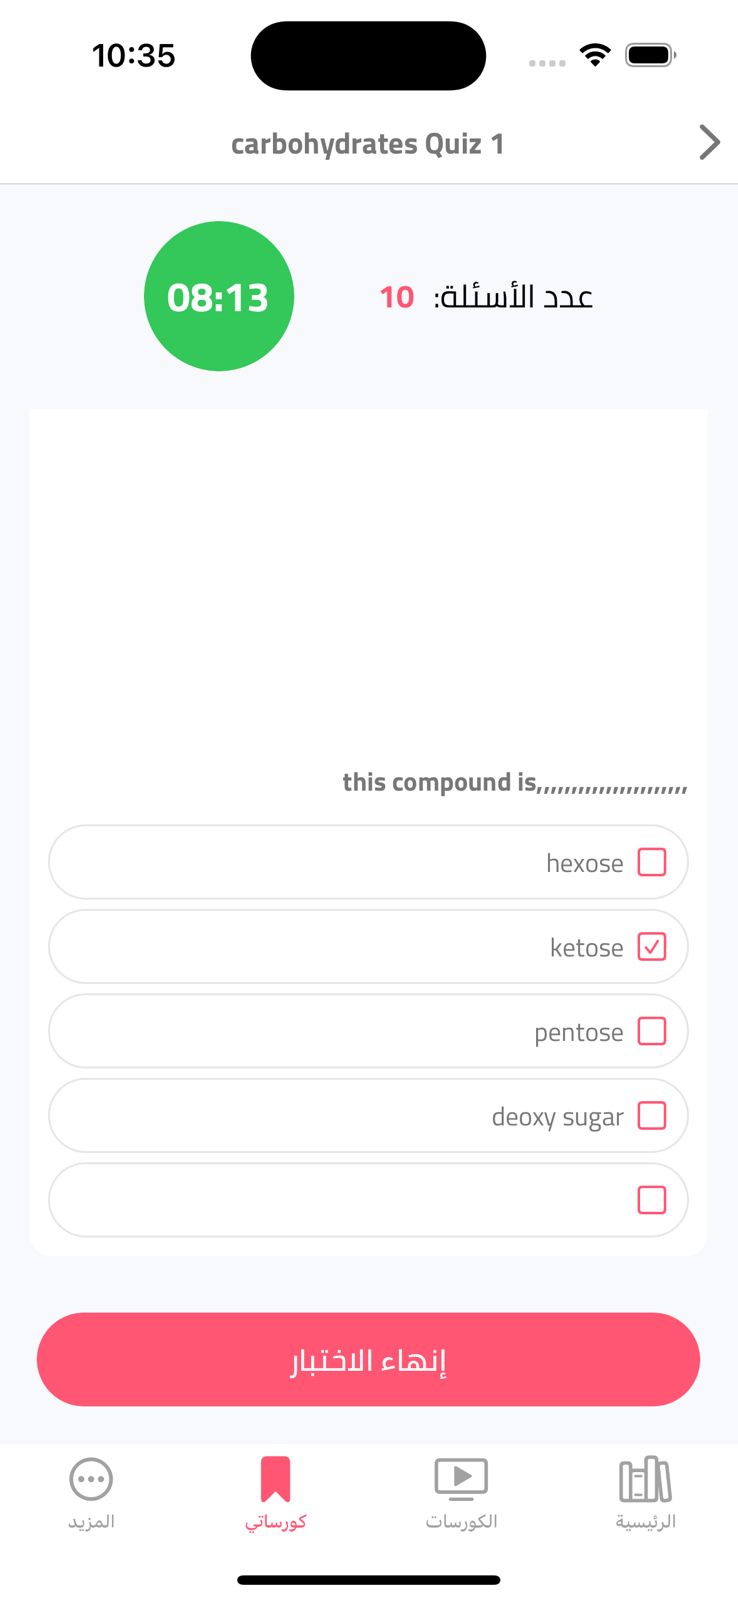 10:35
carbohydrates Quiz 1
عدد الأسئلة: 10
08:13
this compound is,,,,,,,,,,,,,,,,,,,,,,
hexose
ketose
pentose
deoxy sugar
إنهاء الاختبار
الرئيسية
الكورسات
كورساتي
المزيد